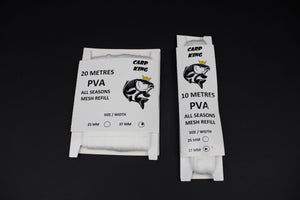 CARP
KING
20 METRES
PVA
ALL SEASONS
MESH REFILL
SIZE / WIDTH
25 MM
37 MM
CARP
KING
10 METRES
PVA
ALL SEASONS
MESH REFILL
SIZE / WIDTH
25 MM
37 MM